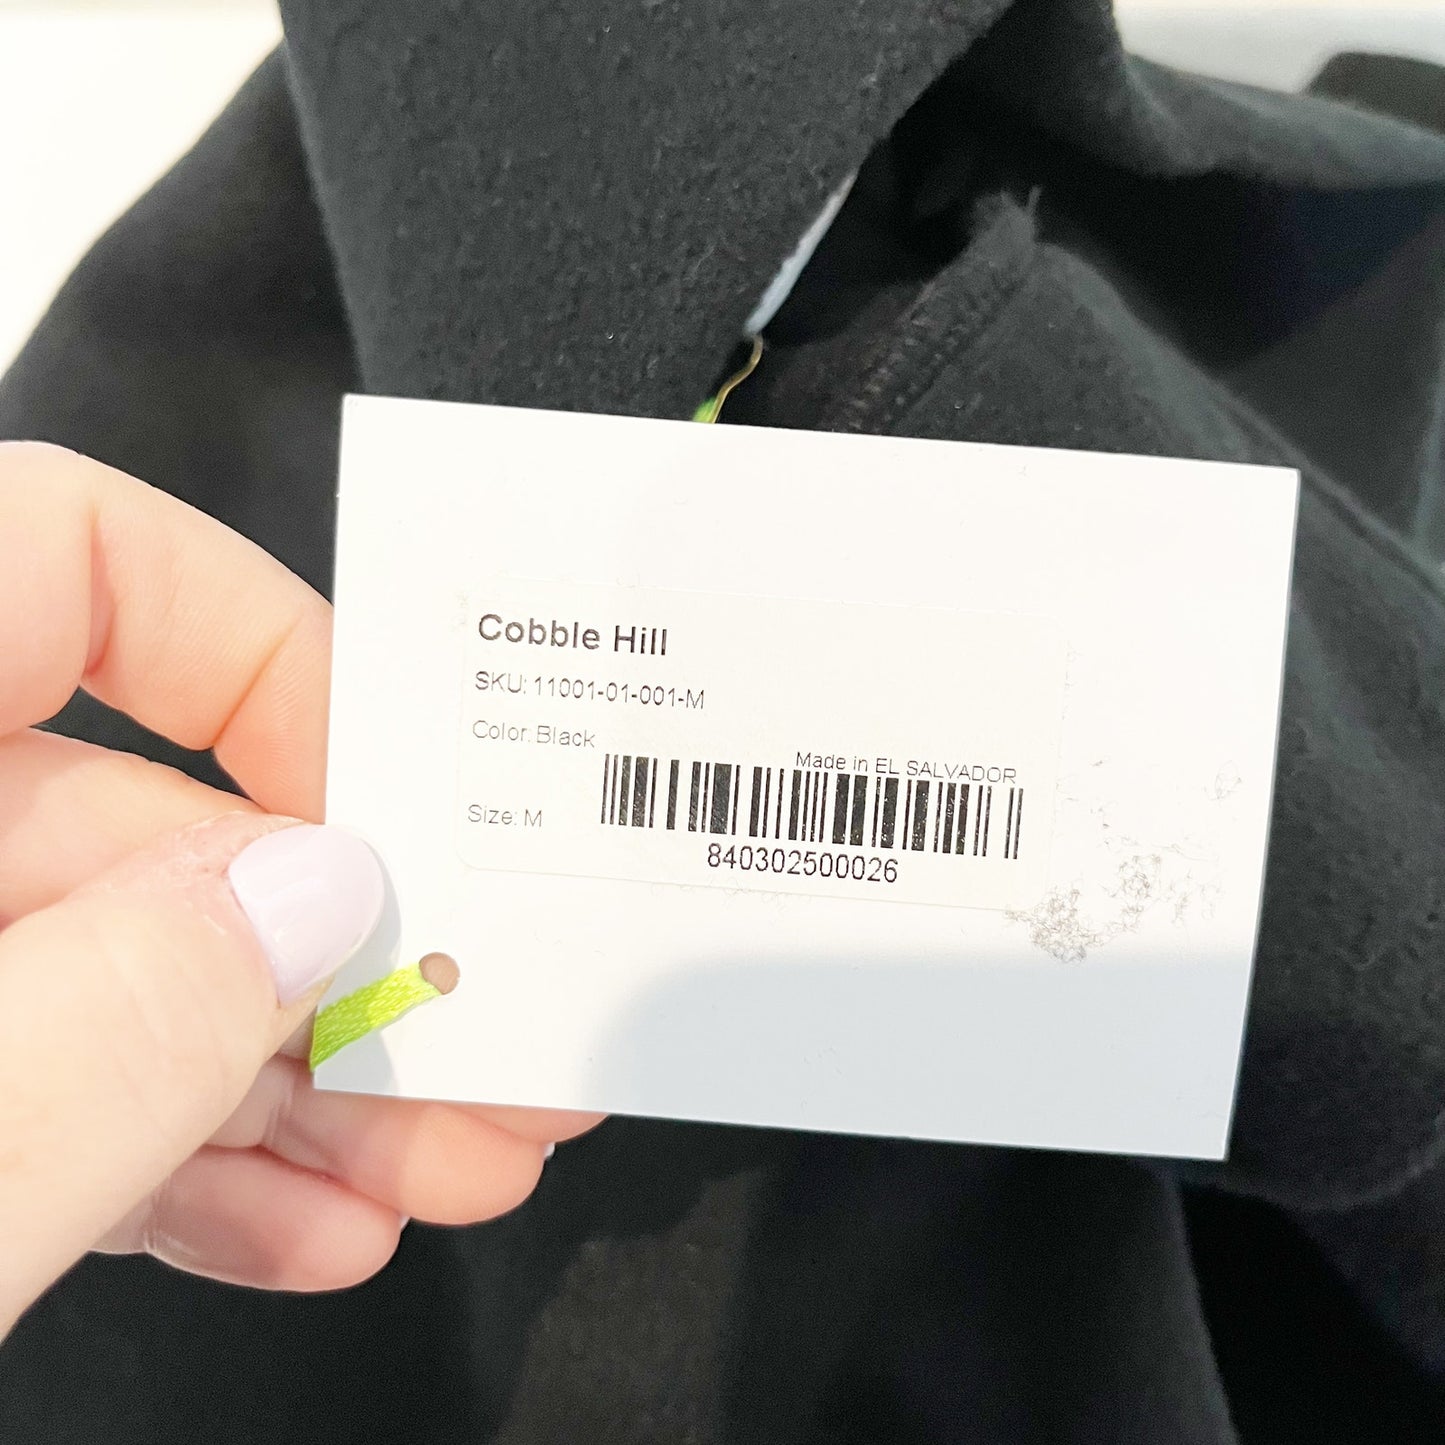 Cobble Hill
SKU: 11001-01-001-M
Color: Black
Made in EL SALVADOR
Size: M
840302500026